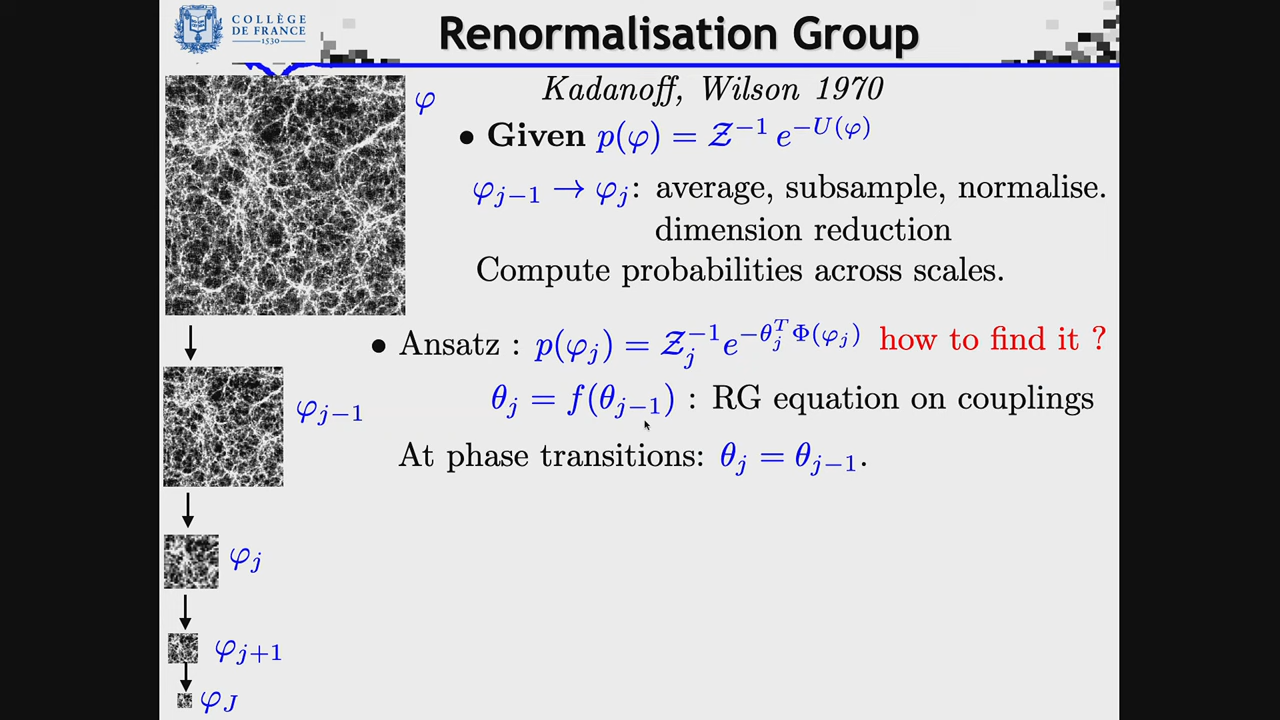 COLLÈGE
DE FRANCE
1530
Renormalisation Group
Kadanoff, Wilson 1970
φ
• Given p(φ) = Z⁻¹ e^{−U(φ)}
φ_{j−1} → φ_j : average, subsample, normalise.
dimension reduction
Compute probabilities across scales.
• Ansatz : p(φ_j) = Z_j^{−1} e^{−θ_j^T Φ(φ_j)} how to find it ?
φ_{j−1}
θ_j = f(θ_{j−1}) : RG equation on couplings
At phase transitions: θ_j = θ_{j−1}.
φ_j
φ_{j+1}
φ_J